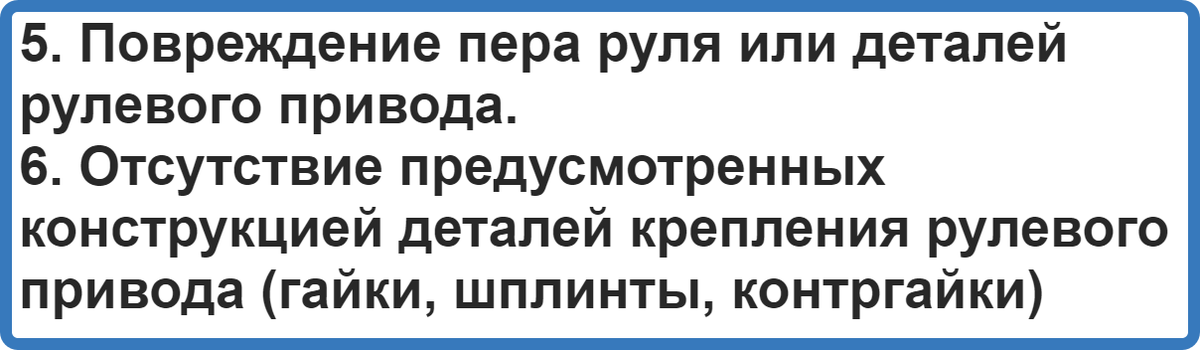 5. Повреждение пера руля или деталей
рулевого привода.
6. Отсутствие предусмотренных
конструкцией деталей крепления рулевого
привода (гайки, шплинты, контргайки)